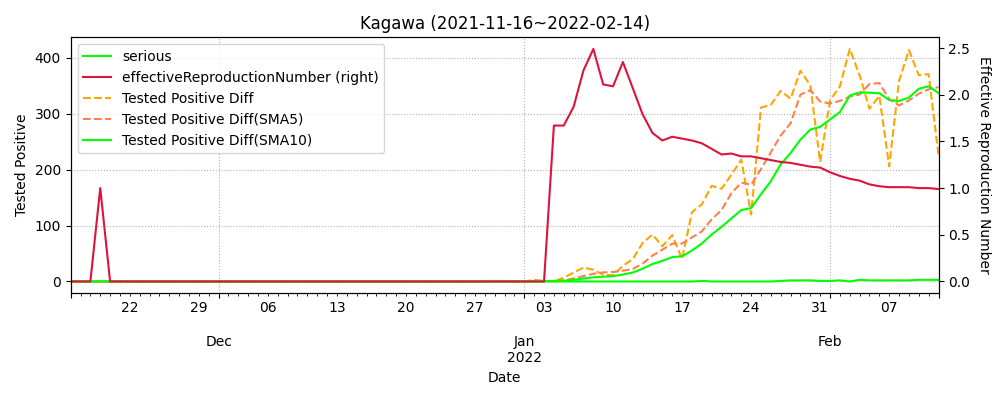 Kagawa (2021-11-16~2022-02-14)
serious
effectiveReproductionNumber (right)
Tested Positive Diff
Tested Positive Diff(SMA5)
Tested Positive Diff(SMA10)
Tested Positive
400
300
200
100
0
2.5
2.0
1.5
1.0
0.5
0.0
Effective Reproduction Number
22 29 06 13 20 27 03 10 17 24 31 07
Dec Jan Feb
2022
Date